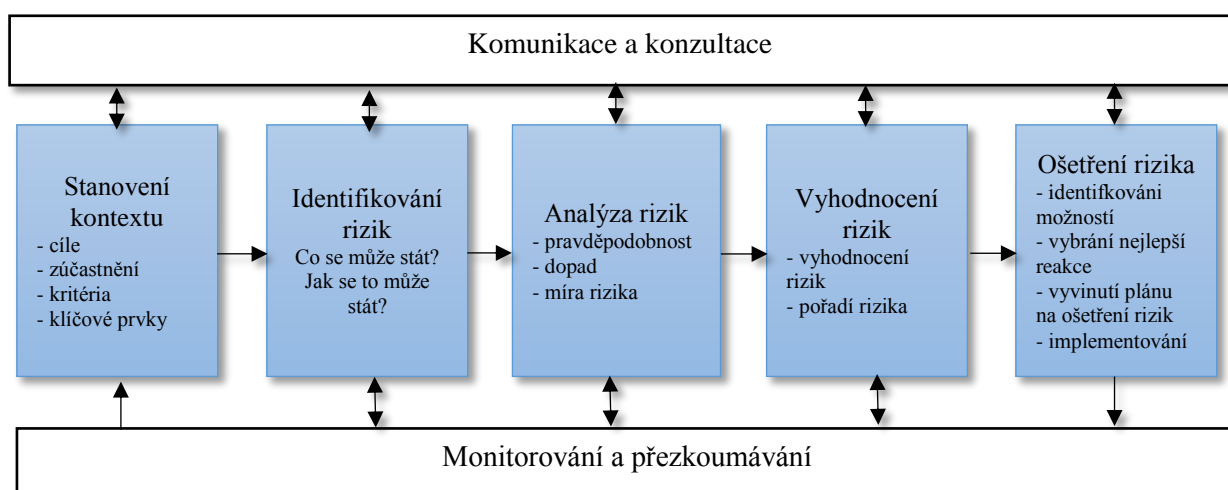 Komunikace a konzultace
Stanovení
kontextu
- cíle
- zúčastnění
- kritéria
- klíčové prvky
Identifikování
rizik
Co se může stát?
Jak se to může
stát?
Analýza rizik
- pravděpodobnost
- dopad
- míra rizika
Vyhodnocení
rizik
- vyhodnocení
rizik
- pořadí rizika
Ošetření rizika
- identifkováni
možností
- vybrání nejlepší
reakce
- vyvinutí plánu
na ošetření rizik
- implementování
Monitorování a přezkoumávání